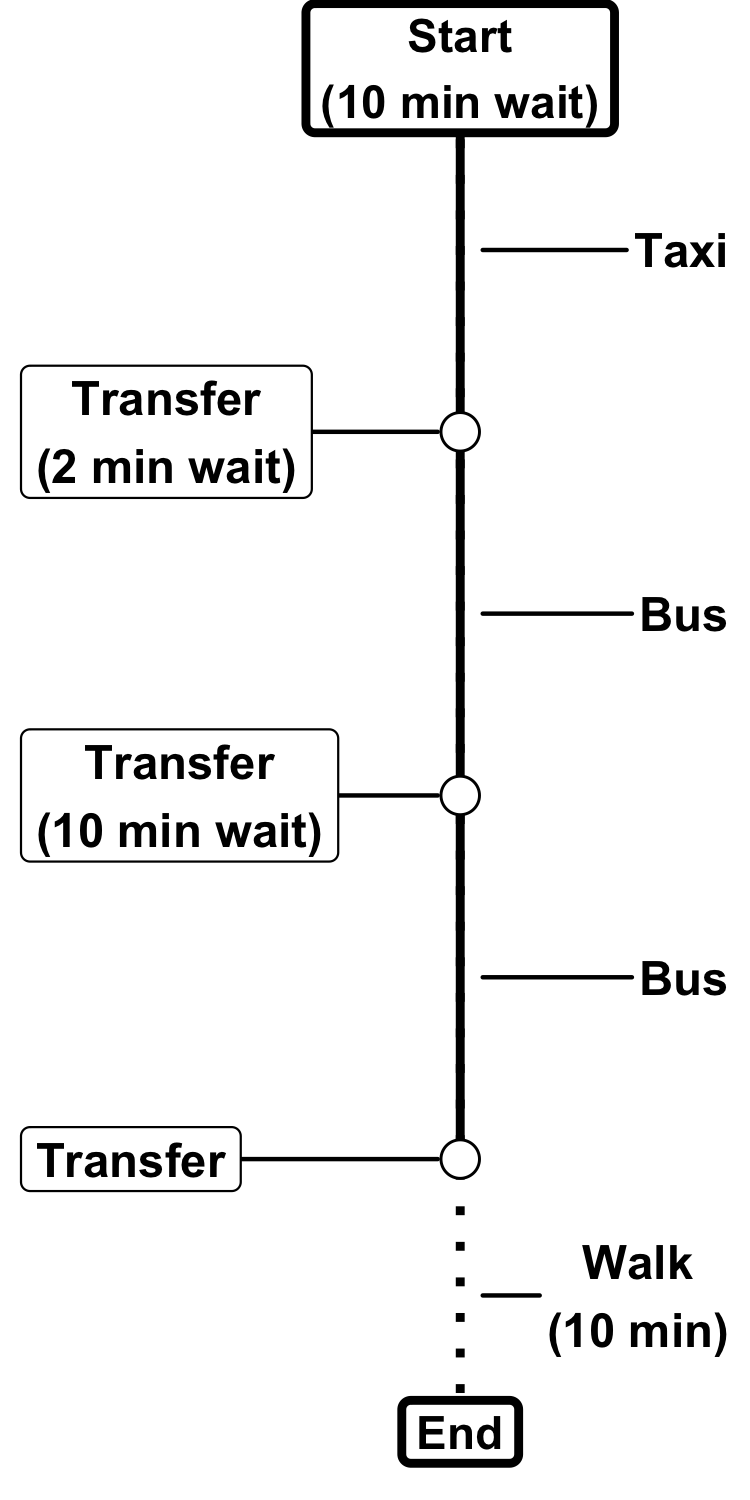 Start
(10 min wait)
Taxi
Transfer
(2 min wait)
Bus
Transfer
(10 min wait)
Bus
Transfer
Walk
(10 min)
End